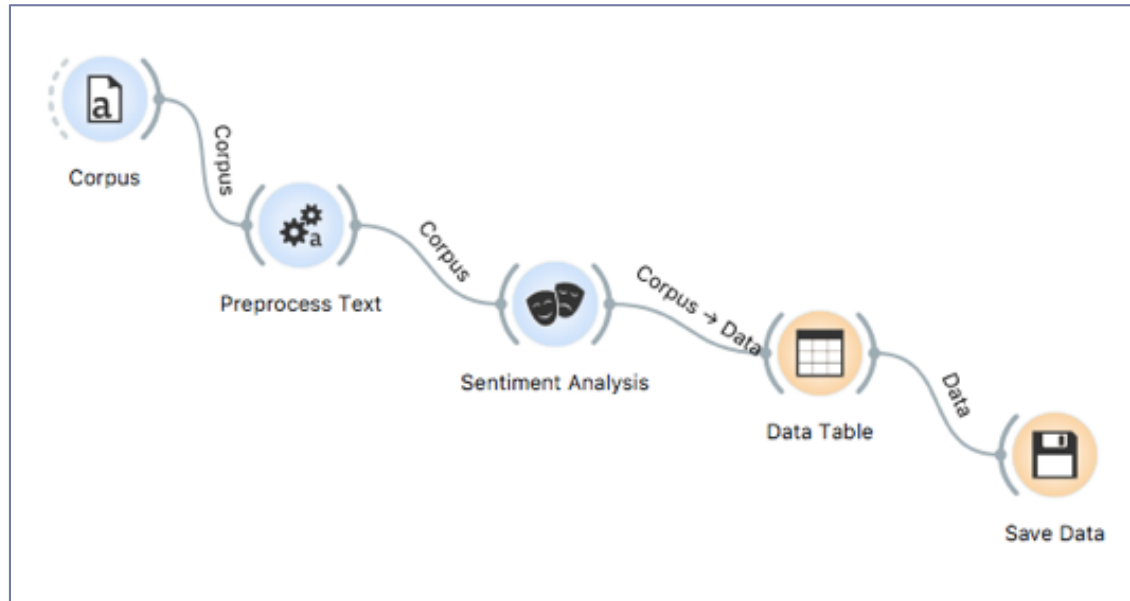 Corpus
Corpus
Preprocess Text
Corpus
Sentiment Analysis
Corpus → Data
Data Table
Data
Save Data